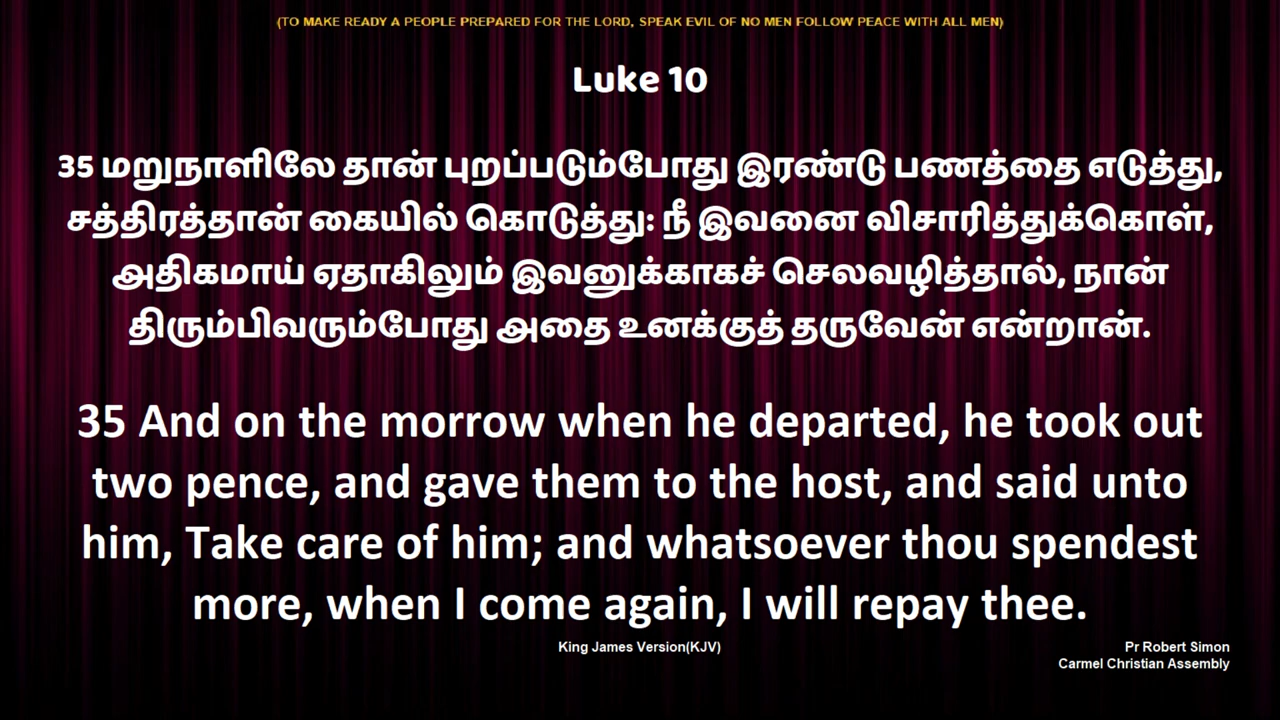 (TO MAKE READY A PEOPLE PREPARED FOR THE LORD, SPEAK EVIL OF NO MEN FOLLOW PEACE WITH ALL MEN)
Luke 10
35 மறுநாளிலே தான் புறப்படும்போது இரண்டு பணத்தை எடுத்து,
சத்திரத்தான் கையில் கொடுத்து: நீ இவனை விசாரித்துக்கொள்,
அதிகமாய் ஏதாகிலும் இவனுக்காகச் செலவழித்தால், நான்
திரும்பிவரும்போது அதை உனக்குத் தருவேன் என்றான்.
35 And on the morrow when he departed, he took out
two pence, and gave them to the host, and said unto
him, Take care of him; and whatsoever thou spendest
more, when I come again, I will repay thee.
King James Version(KJV)
Pr Robert Simon
Carmel Christian Assembly